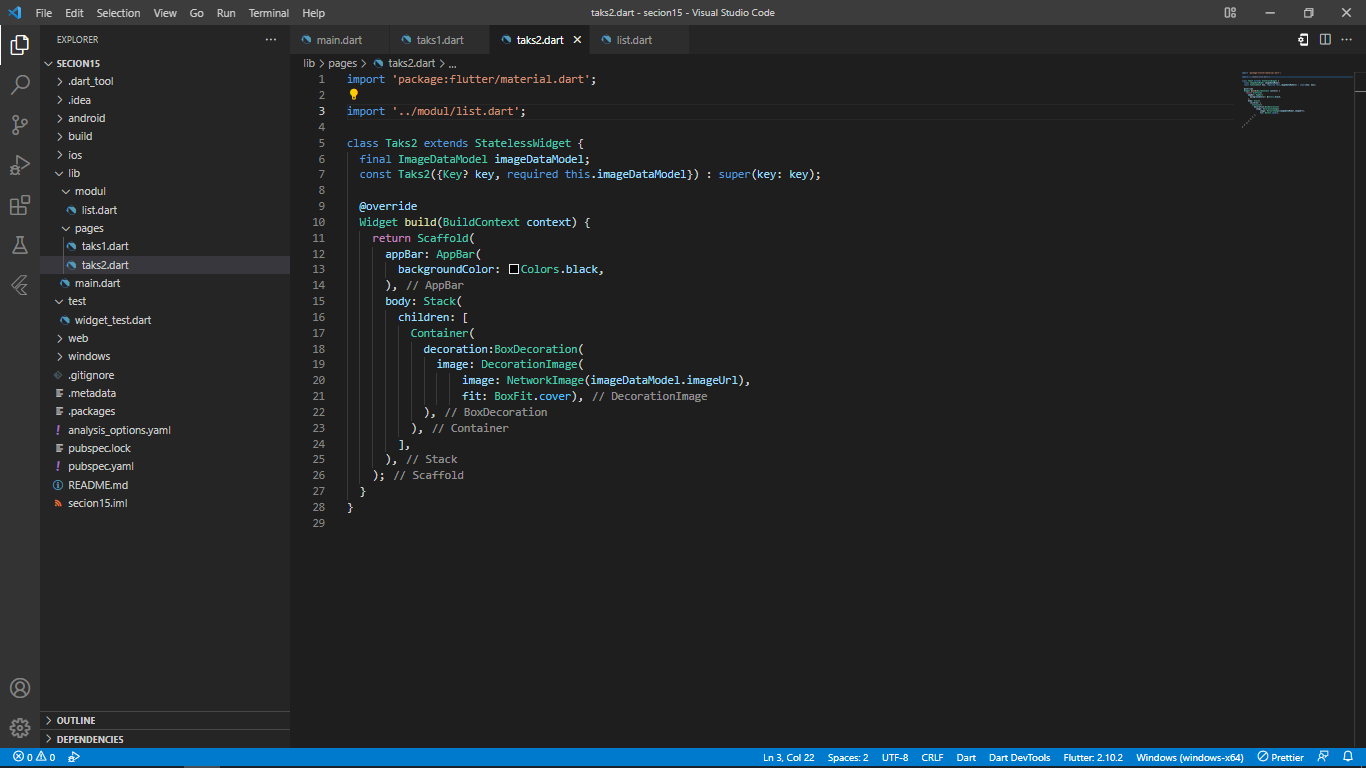 File Edit Selection View Go Run Terminal Help
taks2.dart - secion15 - Visual Studio Code
EXPLORER
SECION15
.dart_tool
.idea
android
build
ios
lib
modul
list.dart
pages
taks1.dart
taks2.dart
main.dart
test
widget_test.dart
web
windows
.gitignore
.metadata
.packages
analysis_options.yaml
pubspec.lock
pubspec.yaml
README.md
secion15.iml
OUTLINE
DEPENDENCIES
main.dart taks1.dart taks2.dart list.dart
lib > pages > taks2.dart > ...
1 import 'package:flutter/material.dart';
2
3 import '../modul/list.dart';
4
5 class Taks2 extends StatelessWidget {
6 final ImageDataModel imageDataModel;
7 const Taks2({Key? key, required this.imageDataModel}) : super(key: key);
8
9 @override
10 Widget build(BuildContext context) {
11 return Scaffold(
12 appBar: AppBar(
13 backgroundColor: Colors.black,
14 ), // AppBar
15 body: Stack(
16 children: [
17 Container(
18 decoration:BoxDecoration(
19 image: DecorationImage(
20 image: NetworkImage(imageDataModel.imageUrl),
21 fit: BoxFit.cover), // DecorationImage
22 ), // BoxDecoration
23 ), // Container
24 ],
25 ), // Stack
26 ); // Scaffold
27 }
28 }
29
0 0 Ln 3, Col 22 Spaces: 2 UTF-8 CRLF Dart Dart DevTools Flutter: 2.10.2 Windows (windows-x64) Prettier